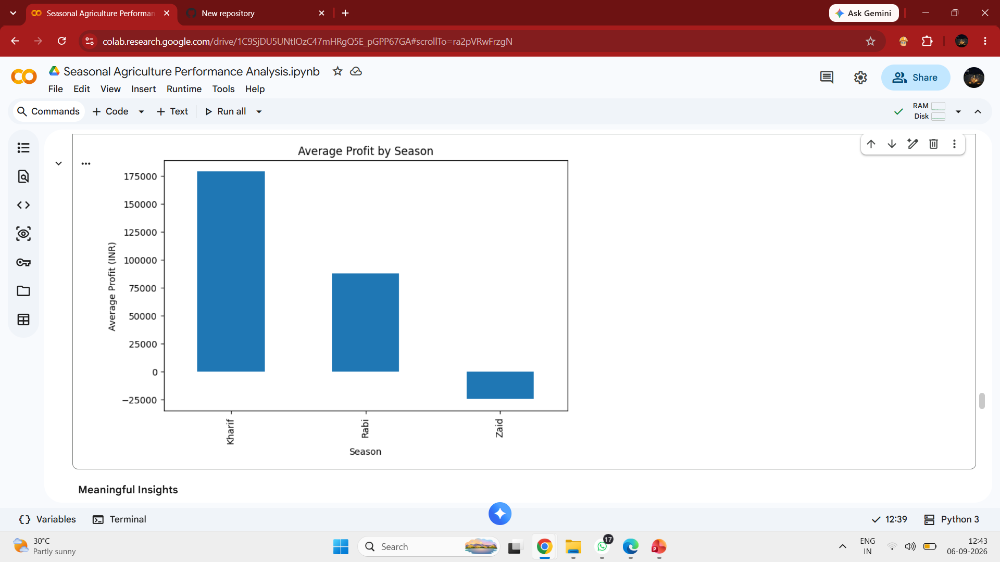 Seasonal Agriculture Performan
New repository
Ask Gemini
colab.research.google.com/drive/1C9SjDU5UNtIOzC47mHRgQ5E_pGPP67GA#scrollTo=ra2pVRwFrzgN
Seasonal Agriculture Performance Analysis.ipynb
File Edit View Insert Runtime Tools Help
Share
Commands + Code + Text Run all
RAM
Disk
Average Profit by Season
175000
150000
125000
100000
75000
50000
25000
0
−25000
Average Profit (INR)
Kharif
Rabi
Zaid
Season
Meaningful Insights
Variables Terminal
12:39 Python 3
30°C
Partly sunny
Search
17
P
ENG
IN
12:43
06-09-2026